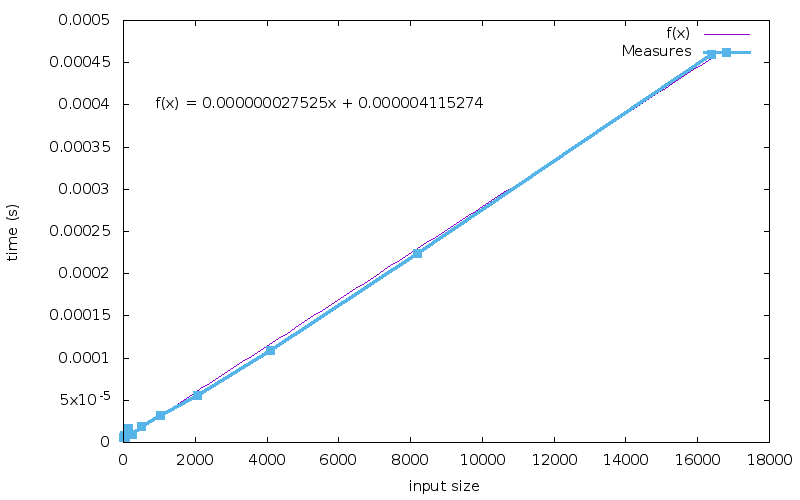 0.0005
0.00045
0.0004
0.00035
0.0003
0.00025
0.0002
0.00015
0.0001
5x10-5
0
time (s)
f(x)
Measures
f(x) = 0.000000027525x + 0.000004115274
0 2000 4000 6000 8000 10000 12000 14000 16000 18000
input size